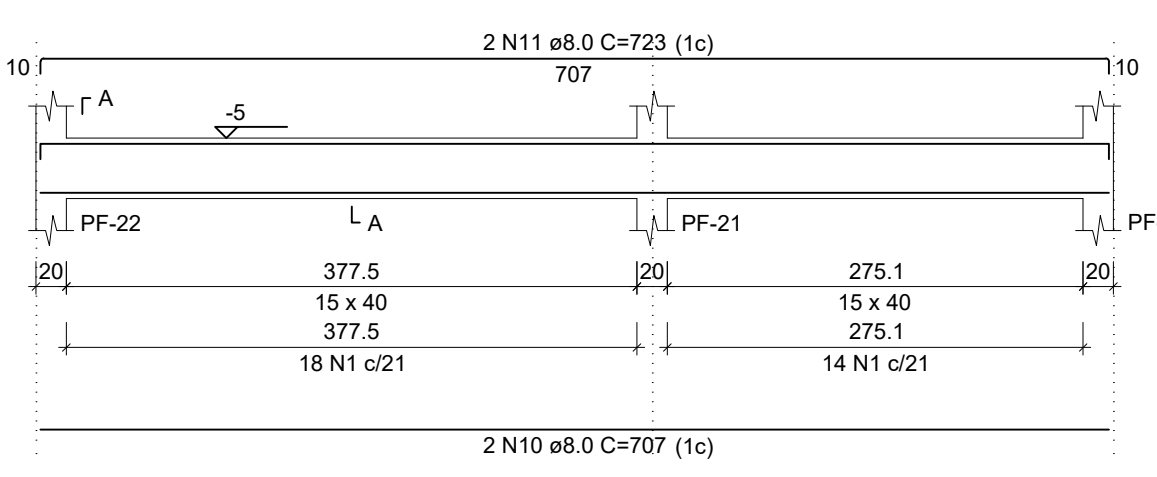 2 N11 ø8.0 C=723 (1c)
10 707 10
A
-5
A
PF-22 PF-21 PF
20 377.5 20 275.1 20
15 x 40 15 x 40
377.5 275.1
18 N1 c/21 14 N1 c/21
2 N10 ø8.0 C=707 (1c)